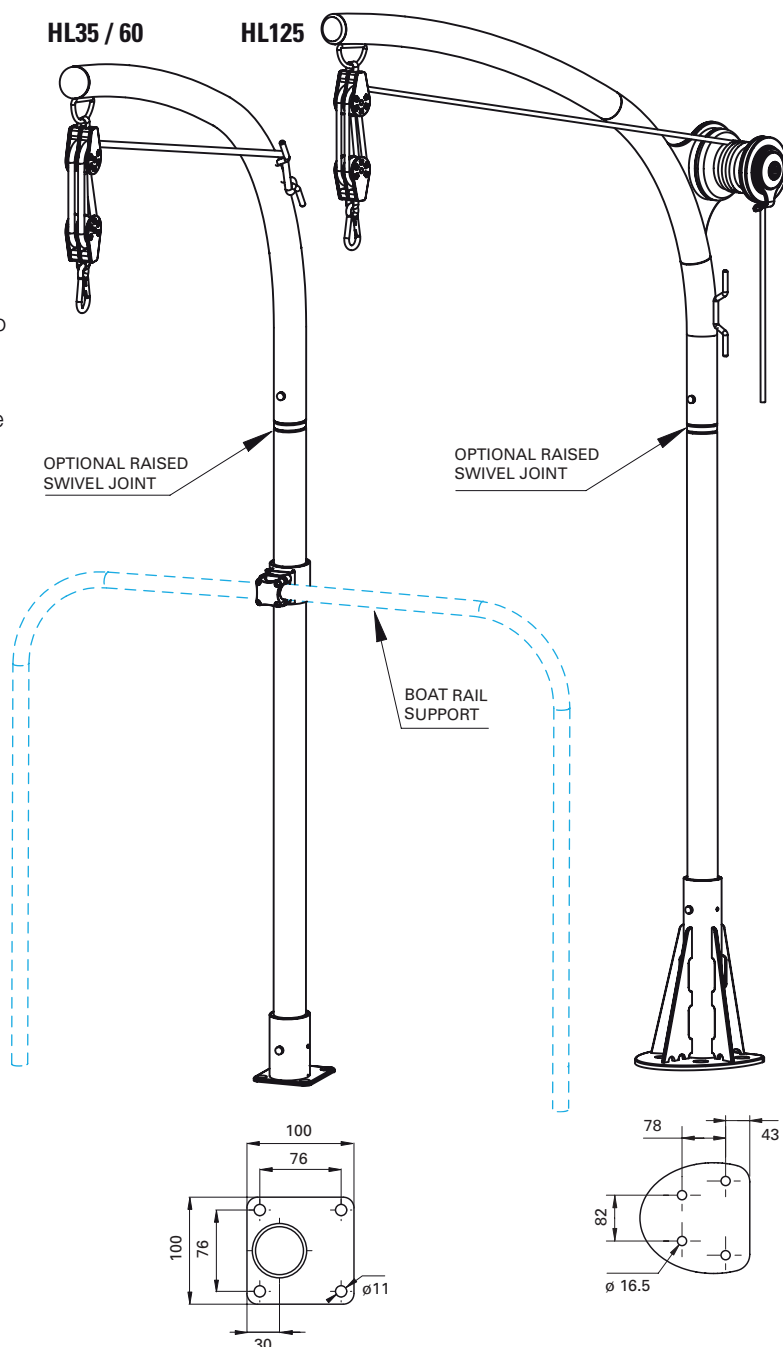 HL35 / 60
HL125
e
OPTIONAL RAISED
SWIVEL JOINT
OPTIONAL RAISED
SWIVEL JOINT
BOAT RAIL
SUPPORT
100
76
100
76
ø11
30
78
43
82
ø 16.5